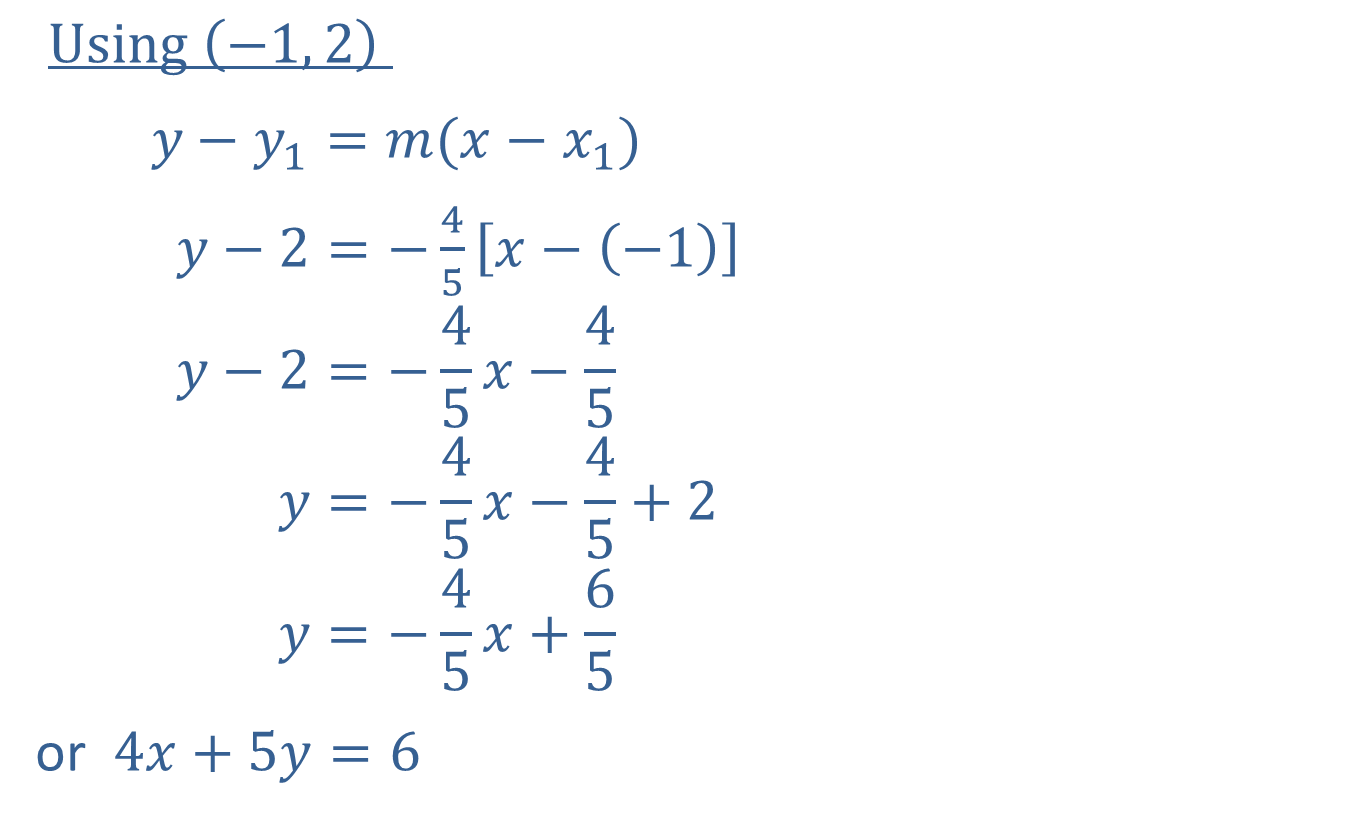 Using (−1, 2)
y − y₁ = m(x − x₁)
y − 2 = −4/5 [x − (−1)]
y − 2 = −4/5 x − 4/5
y = −4/5 x − 4/5 + 2
y = −4/5 x + 6/5
or 4x + 5y = 6